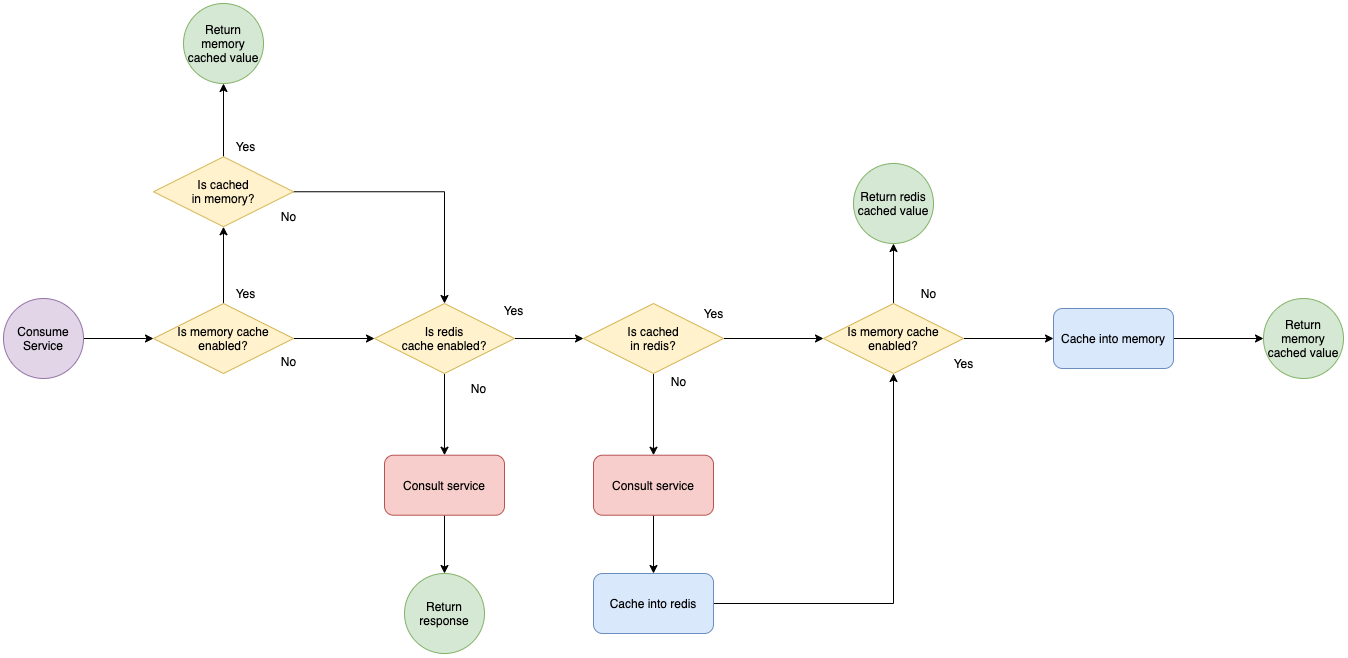 Return
memory
cached value
Yes
Is cached
in memory?
No
Return redis
cached value
Yes
No
Consume
Service
Is memory cache
enabled?
No
Is redis
cache enabled?
Yes
No
Is cached
in redis?
Yes
No
Is memory cache
enabled?
Yes
Cache into memory
Return
memory
cached value
Consult service
Consult service
Return
response
Cache into redis